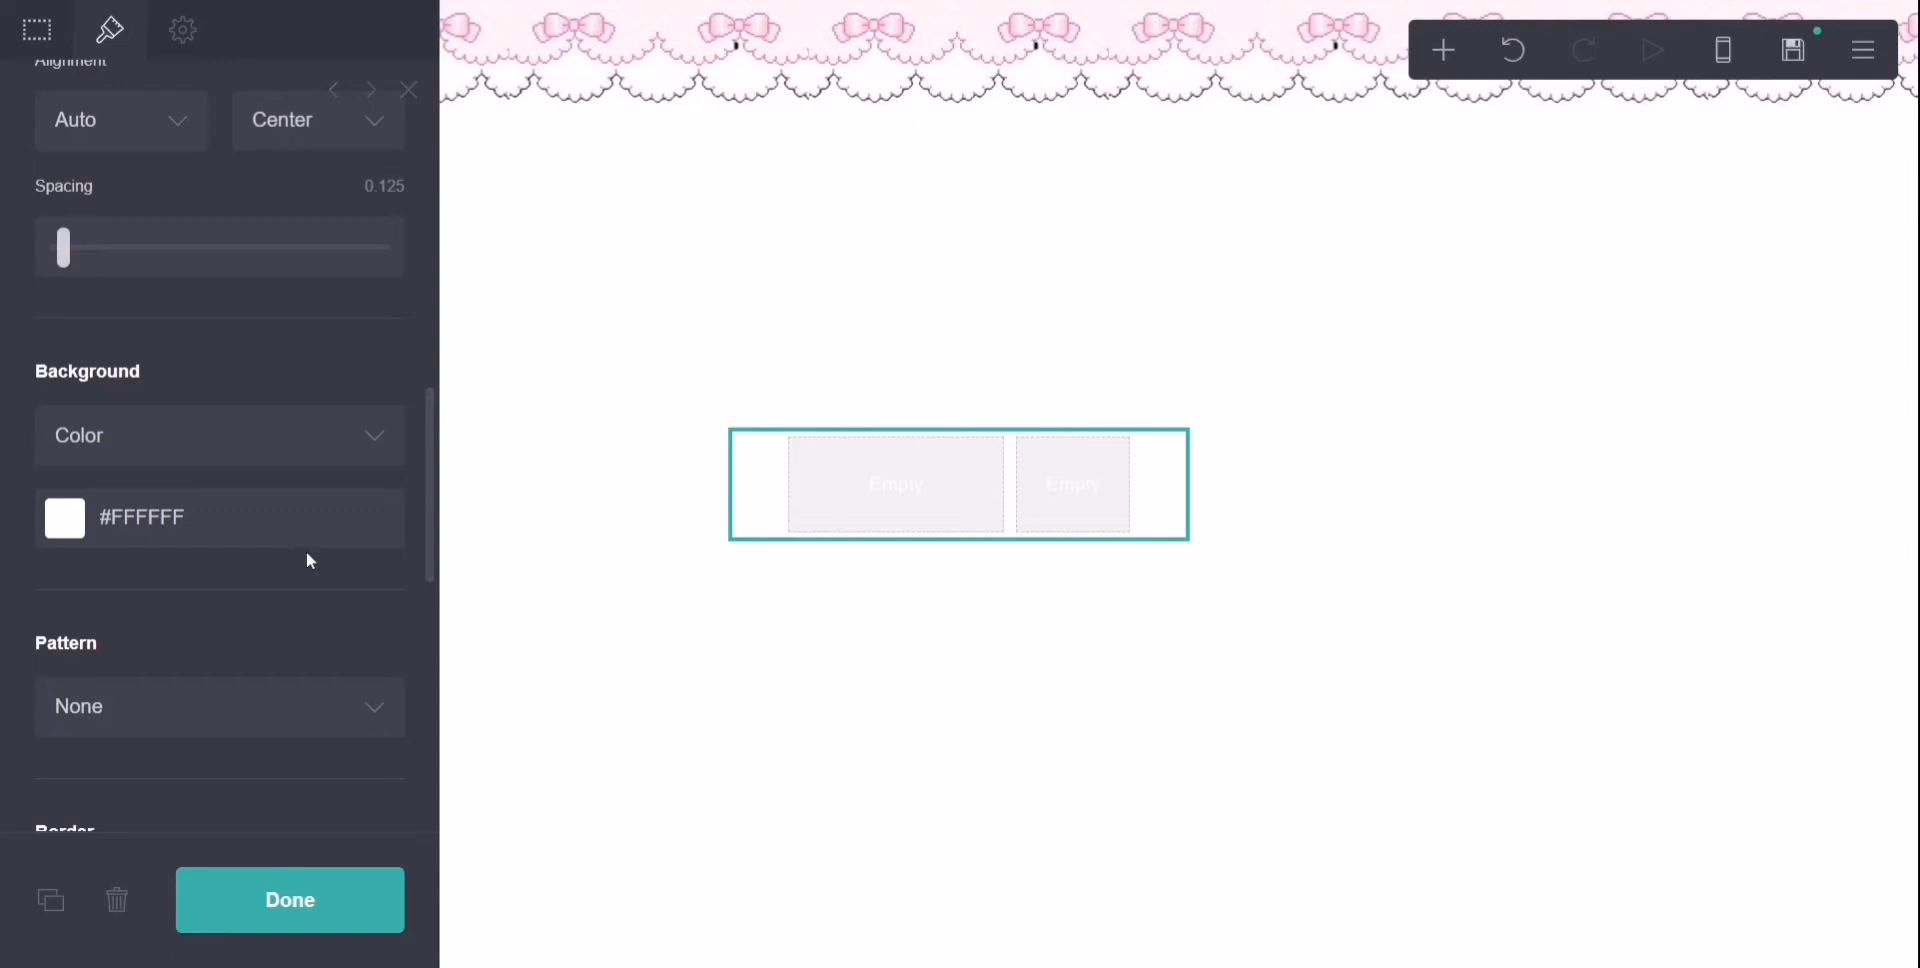 Alignment
Auto
Center
Spacing
0.125
Background
Color
#FFFFFF
Pattern
None
Border
Done
Empty
Empty